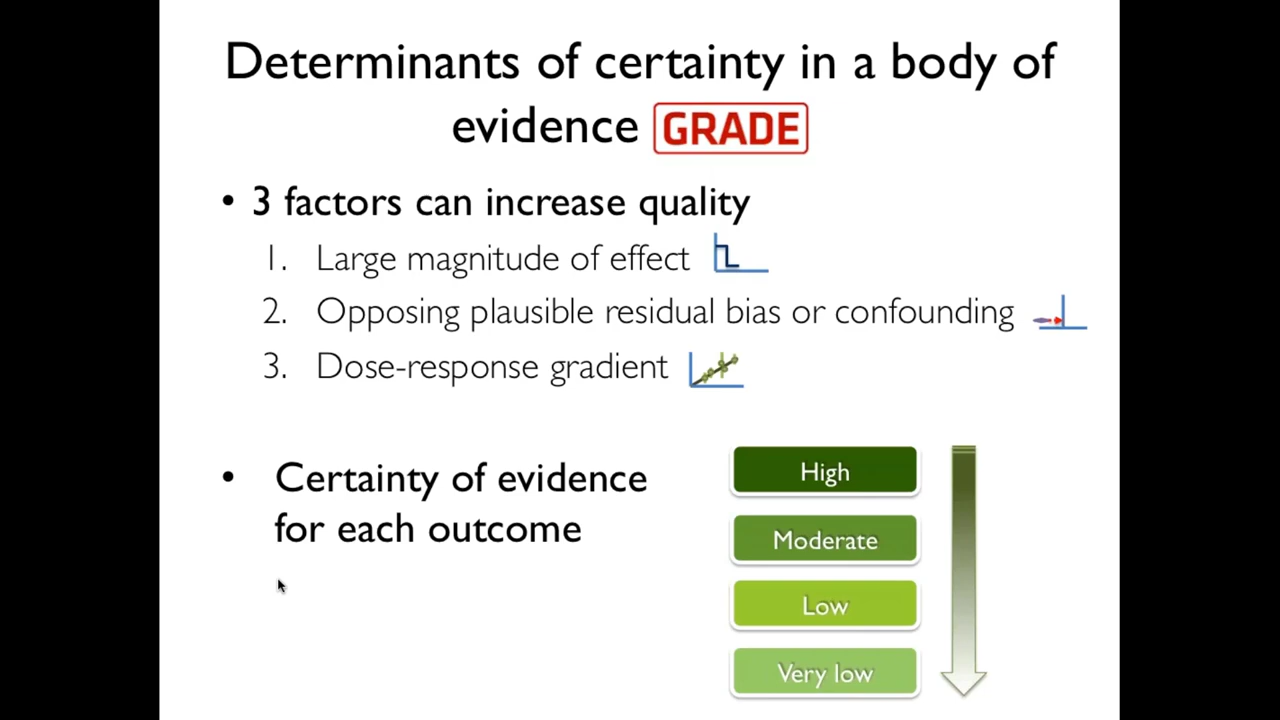 Determinants of certainty in a body of
evidence GRADE
• 3 factors can increase quality
1. Large magnitude of effect
2. Opposing plausible residual bias or confounding
3. Dose-response gradient
• Certainty of evidence
for each outcome
High
Moderate
Low
Very low